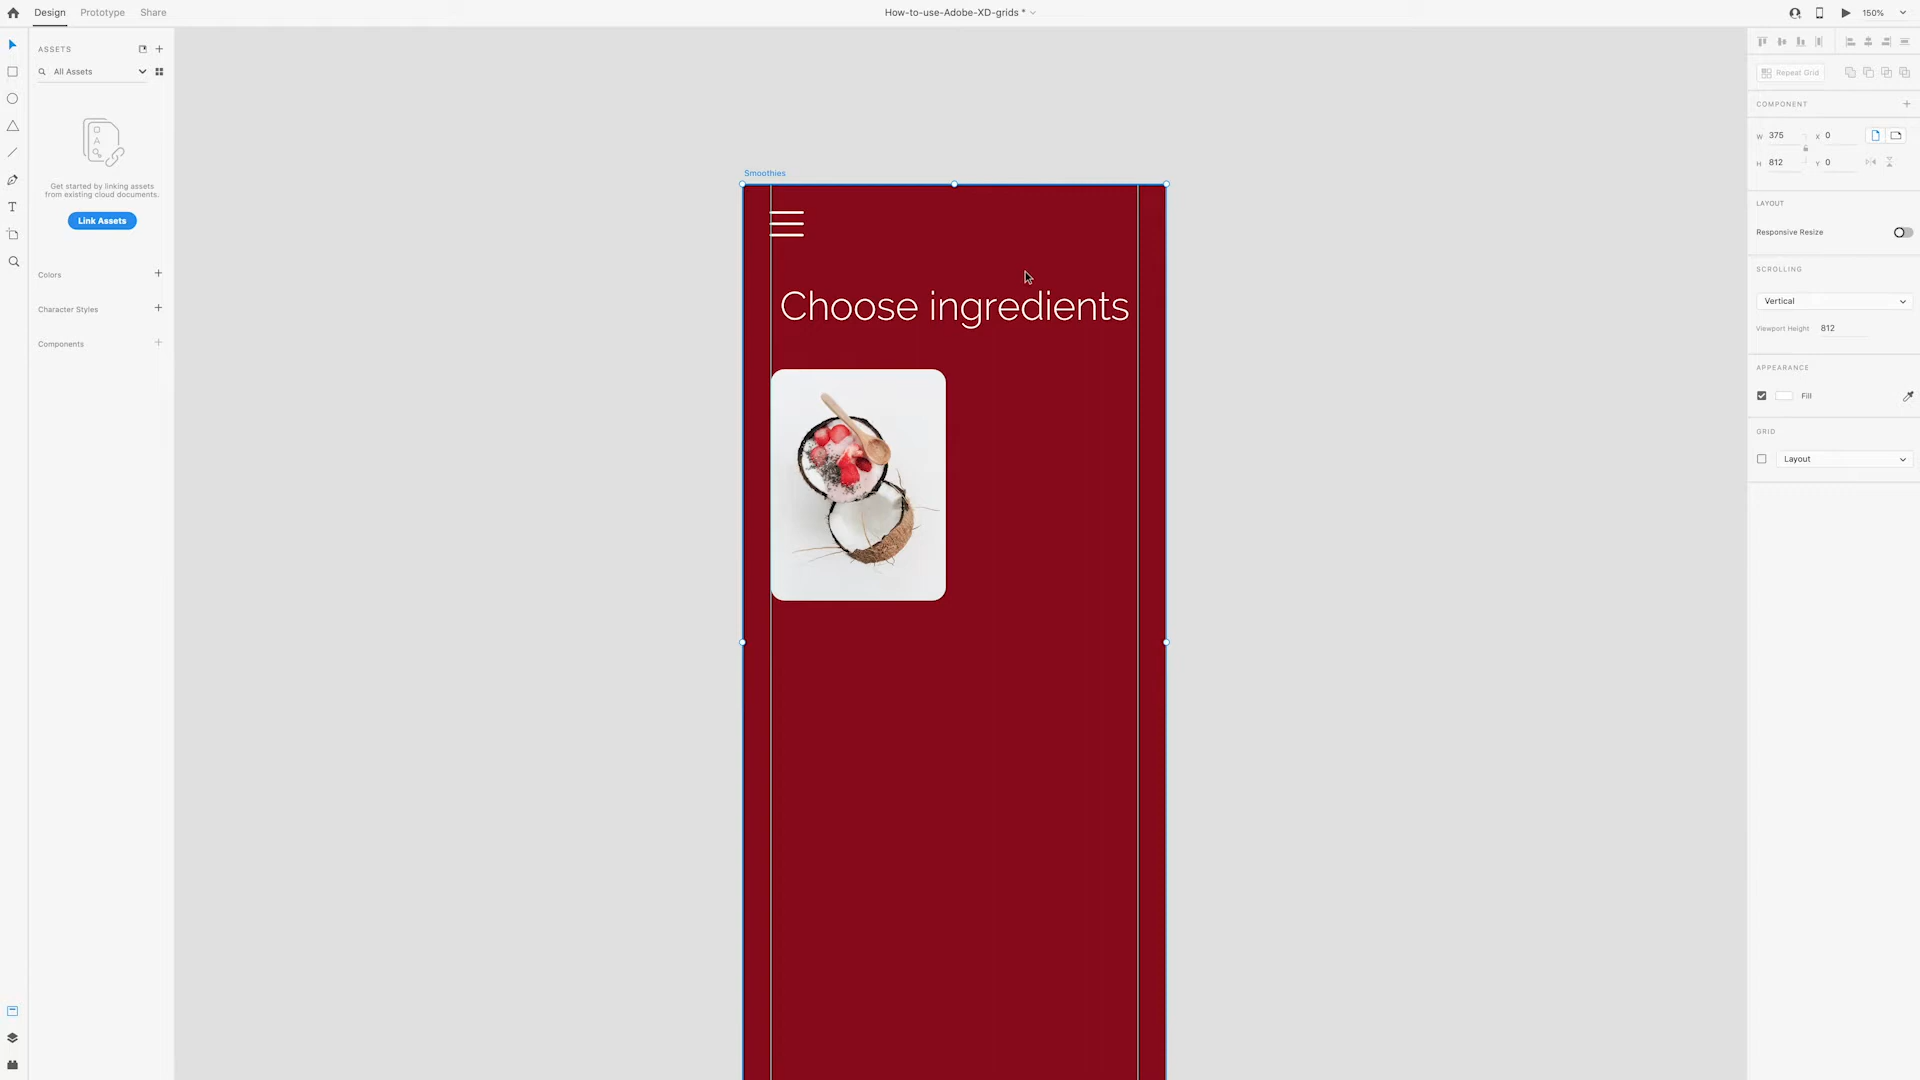 Design Prototype Share
How-to-use-Adobe-XD-grids *
150%
ASSETS
All Assets
A
Get started by linking assets
from existing cloud documents.
Link Assets
Colors
Character Styles
Components
T
Smoothies
Choose ingredients
Repeat Grid
COMPONENT
W 375 X 0
H 812 Y 0
LAYOUT
Responsive Resize
SCROLLING
Vertical
Viewport Height 812
APPEARANCE
Fill
GRID
Layout